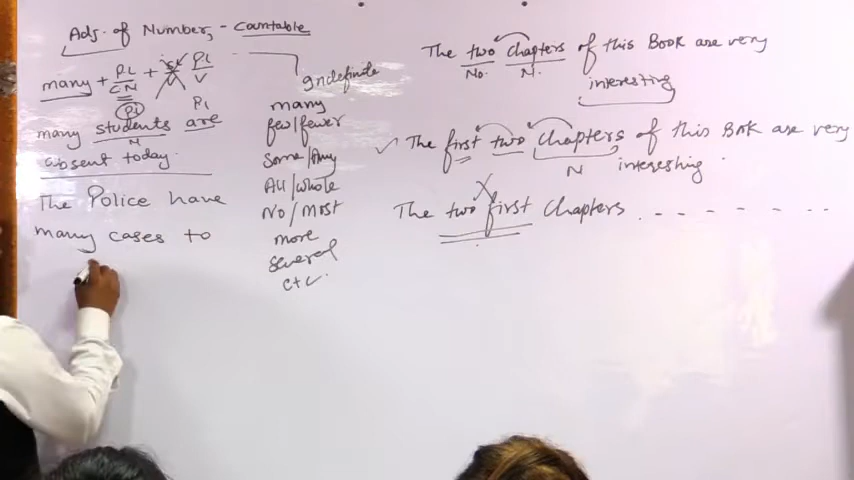 Adj. of Number, - Countable
many + Pl / CN + S / V Pl / V
Pl Pl
many students are
N
absent today.
The Police have
many cases to
Indefinite
many
few/fewer
Some/Any
All/whole
No/Most
more
several
etc.
The two chapters of this Book are very
No. N.
interesting
The first two chapters of this Book are very
N interesting.
The two first chapters - - - - - - -